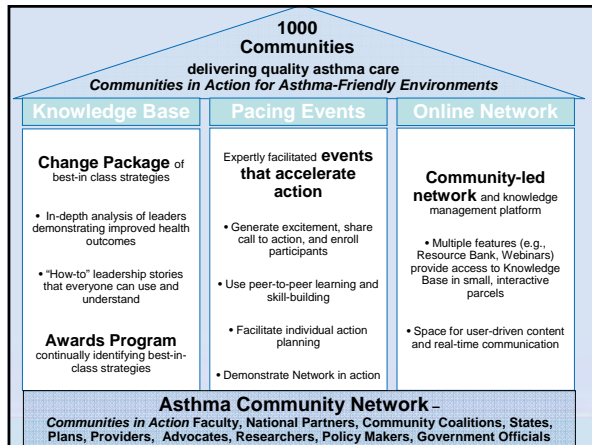 1000
Communities
delivering quality asthma care
Communities in Action for Asthma-Friendly Environments
Knowledge Base
Change Package of
best-in class strategies
• In-depth analysis of leaders
demonstrating improved health
outcomes
• "How-to" leadership stories
that everyone can use and
understand
Awards Program
continually identifying best-in-
class strategies
Pacing Events
Expertly facilitated events
that accelerate
action
• Generate excitement, share
call to action, and enroll
participants
• Use peer-to-peer learning and
skill-building
• Facilitate individual action
planning
• Demonstrate Network in action
Online Network
Community-led
network and knowledge
management platform
• Multiple features (e.g.,
Resource Bank, Webinars)
provide access to Knowledge
Base in small, interactive
parcels
• Space for user-driven content
and real-time communication
Asthma Community Network –
Communities in Action Faculty, National Partners, Community Coalitions, States,
Plans, Providers, Advocates, Researchers, Policy Makers, Government Officials